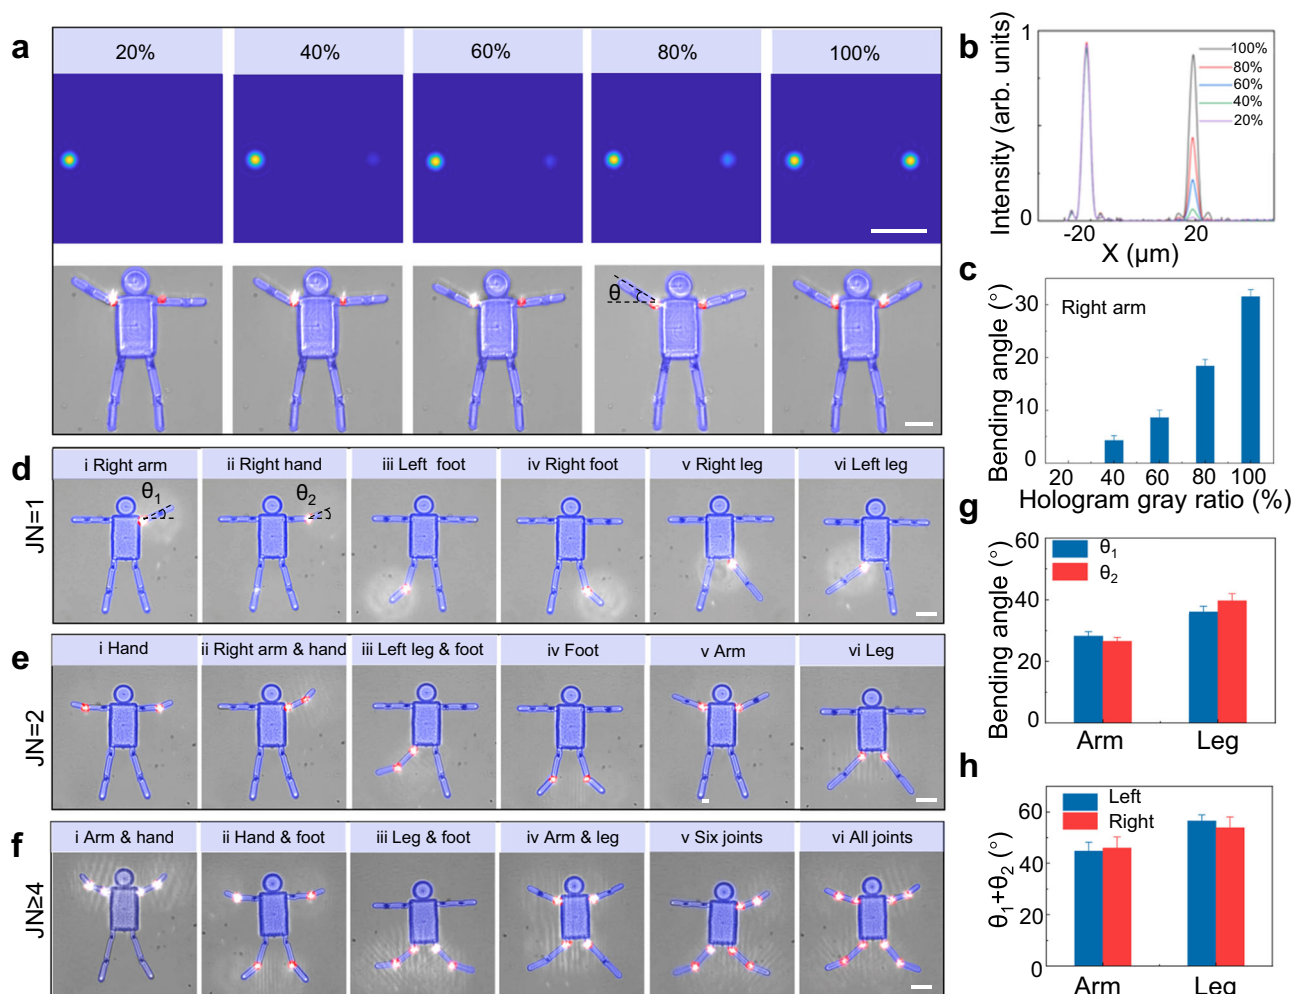 a
20%
40%
60%
80%
100%
θ
b
Intensity (arb. units)
1
0
-20
20
X (μm)
100%
80%
60%
40%
20%
c
Bending angle (°)
30
20
10
0
Right arm
20
40
60
80
100
Hologram gray ratio (%)
d
JN=1
i Right arm
ii Right hand
iii Left foot
iv Right foot
v Right leg
vi Left leg
θ1
θ2
e
JN=2
i Hand
ii Right arm & hand
iii Left leg & foot
iv Foot
v Arm
vi Leg
f
JN≥4
i Arm & hand
ii Hand & foot
iii Leg & foot
iv Arm & leg
v Six joints
vi All joints
g
Bending angle (°)
60
40
20
0
θ1
θ2
Arm
Leg
h
θ1+θ2 (°)
60
40
20
0
Left
Right
Arm
Leg